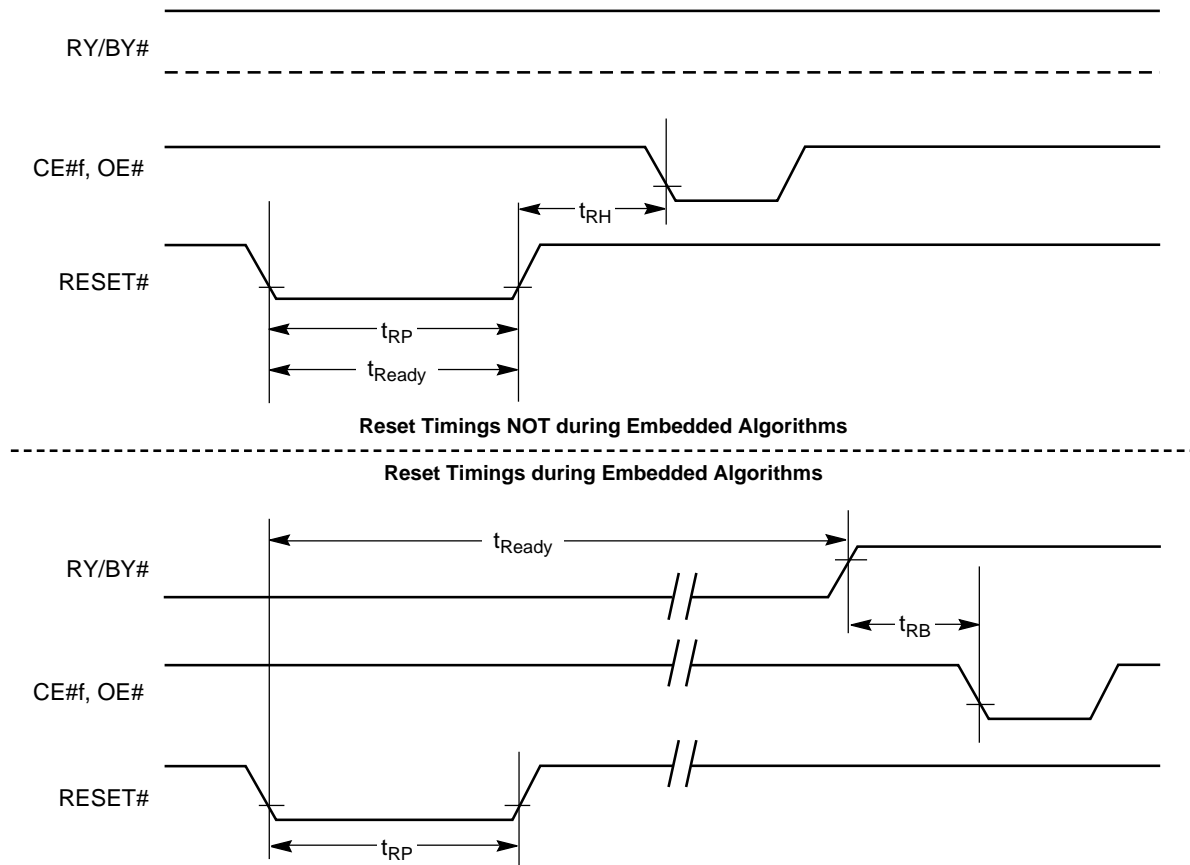 RY/BY#
CE#f, OE#
tRH
RESET#
tRP
tReady
Reset Timings NOT during Embedded Algorithms
Reset Timings during Embedded Algorithms
tReady
RY/BY#
tRB
CE#f, OE#
RESET#
tRP